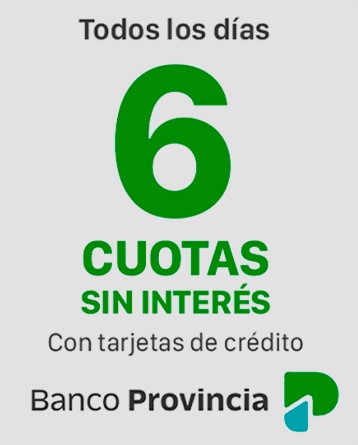 Todos los días
6
CUOTAS
SIN INTERÉS
Con tarjetas de crédito
Banco Provincia